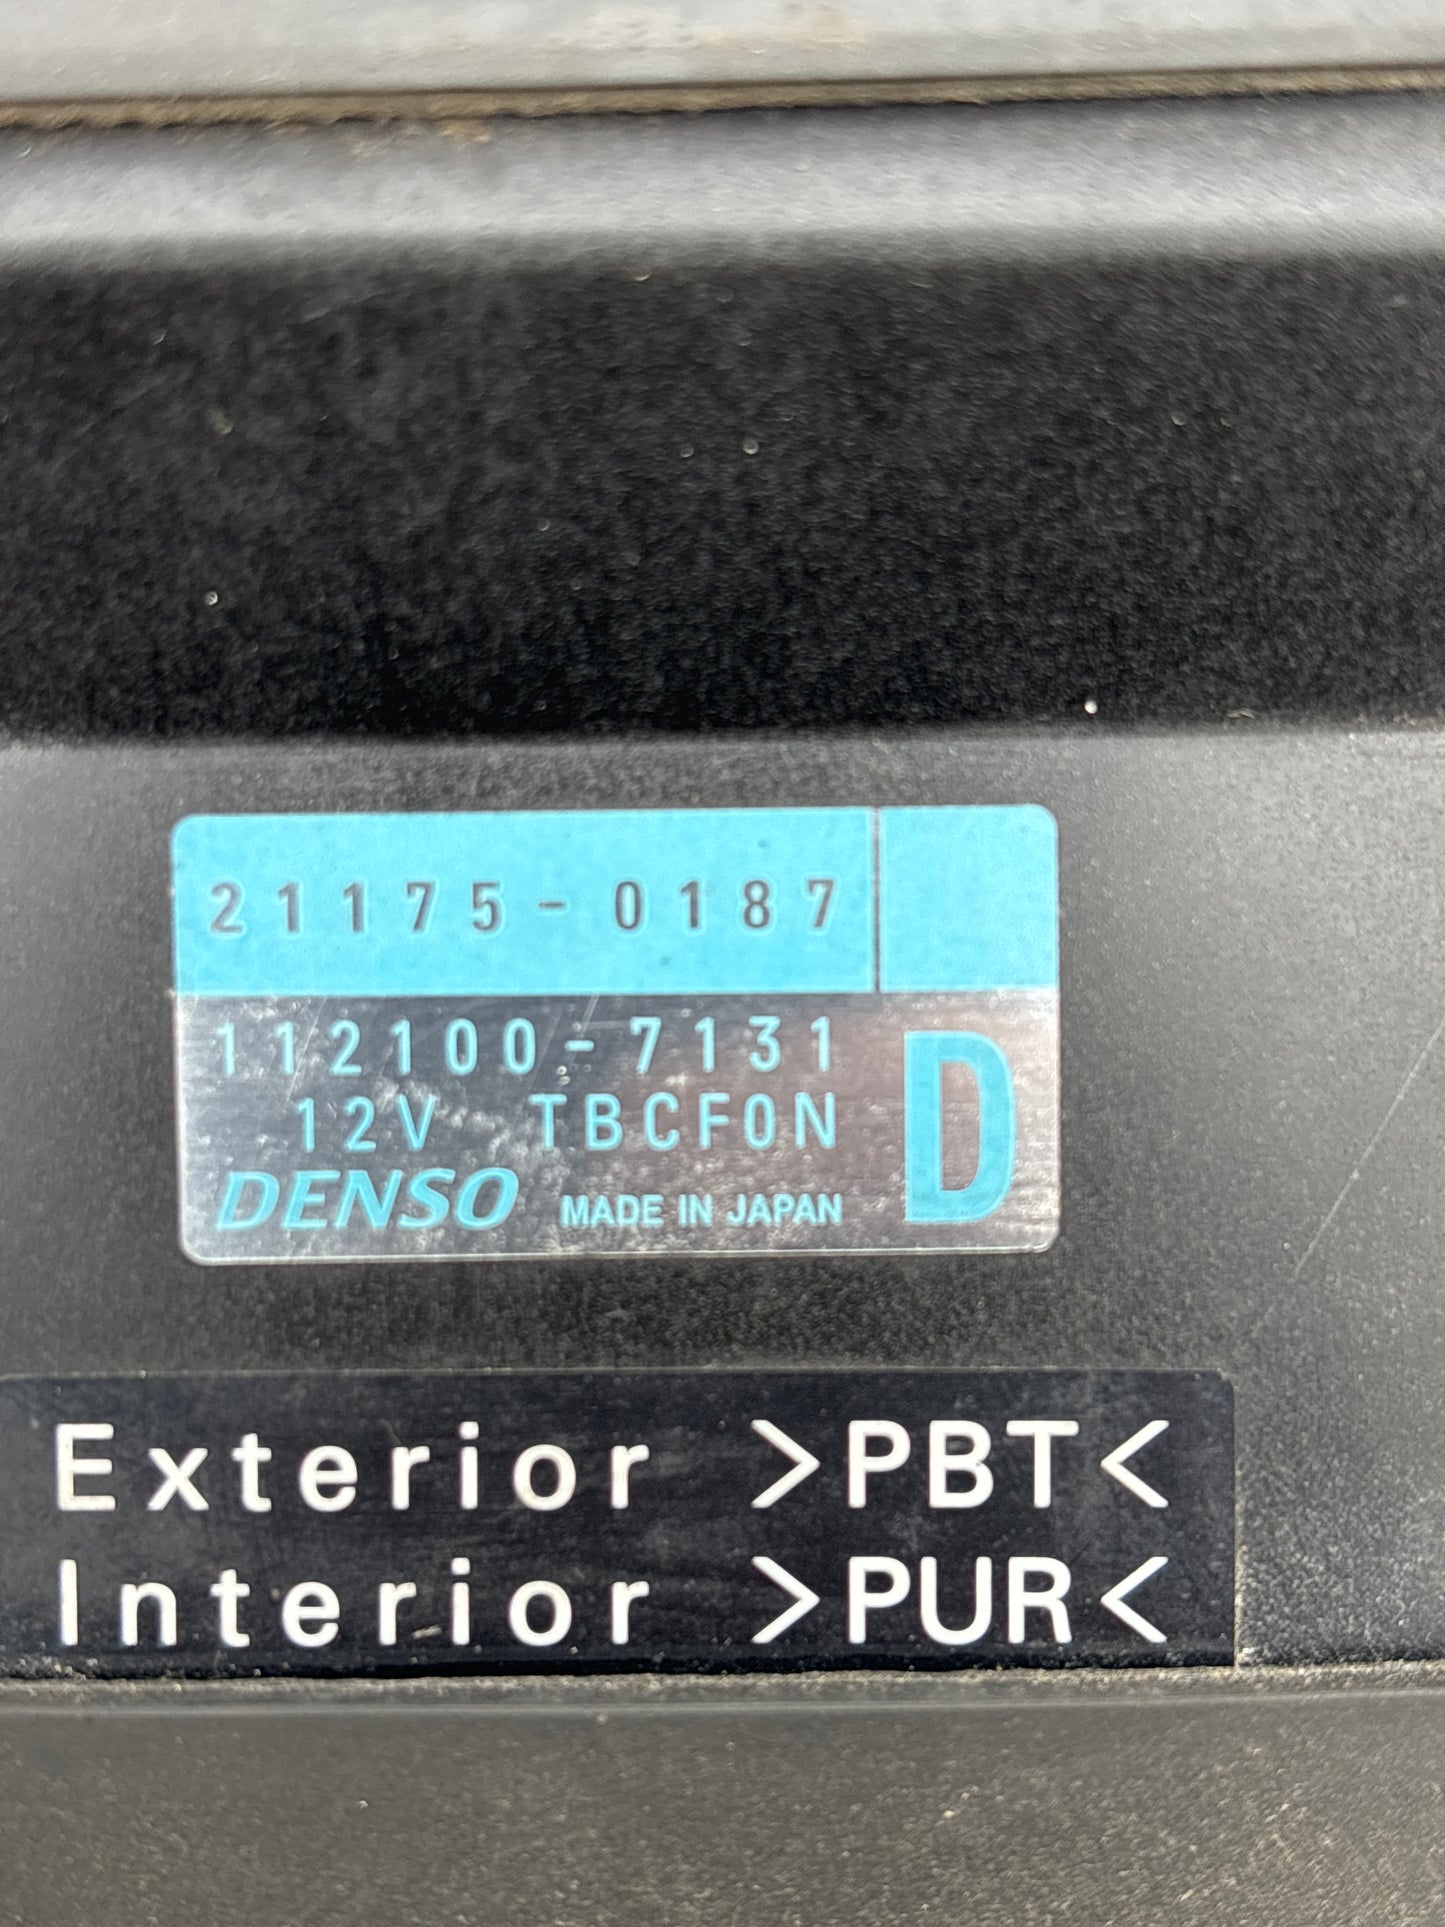 21175-0187
112100-7131
12V TBCF0N
D
DENSO MADE IN JAPAN
Exterior >PBT<
Interior >PUR<